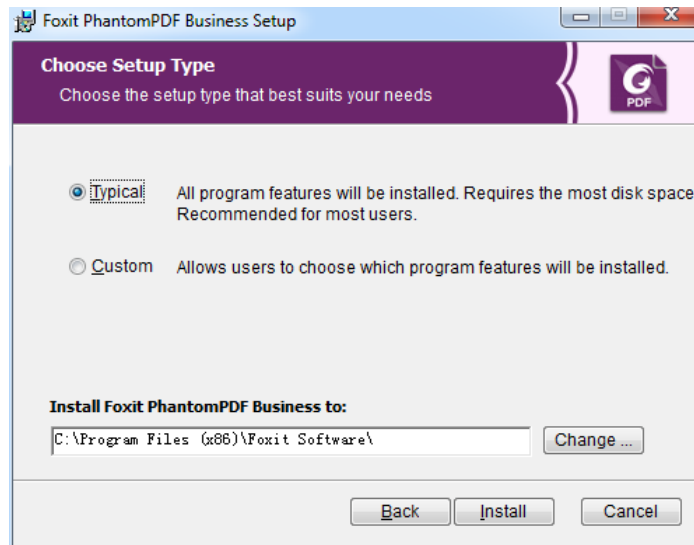 Foxit PhantomPDF Business Setup
Choose Setup Type
Choose the setup type that best suits your needs
PDF
Typical
All program features will be installed. Requires the most disk space
Recommended for most users.
Custom
Allows users to choose which program features will be installed.
Install Foxit PhantomPDF Business to:
C:\Program Files (x86)\Foxit Software\
Change ...
Back
Install
Cancel